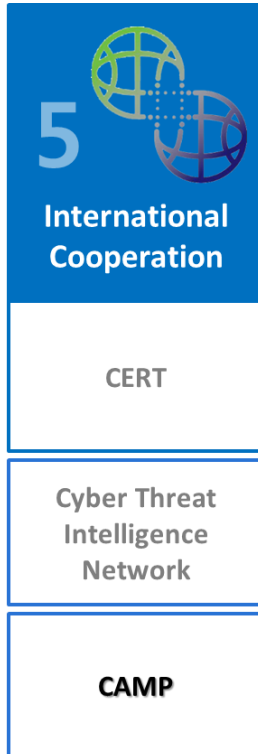 5
International
Cooperation
CERT
Cyber Threat
Intelligence
Network
CAMP